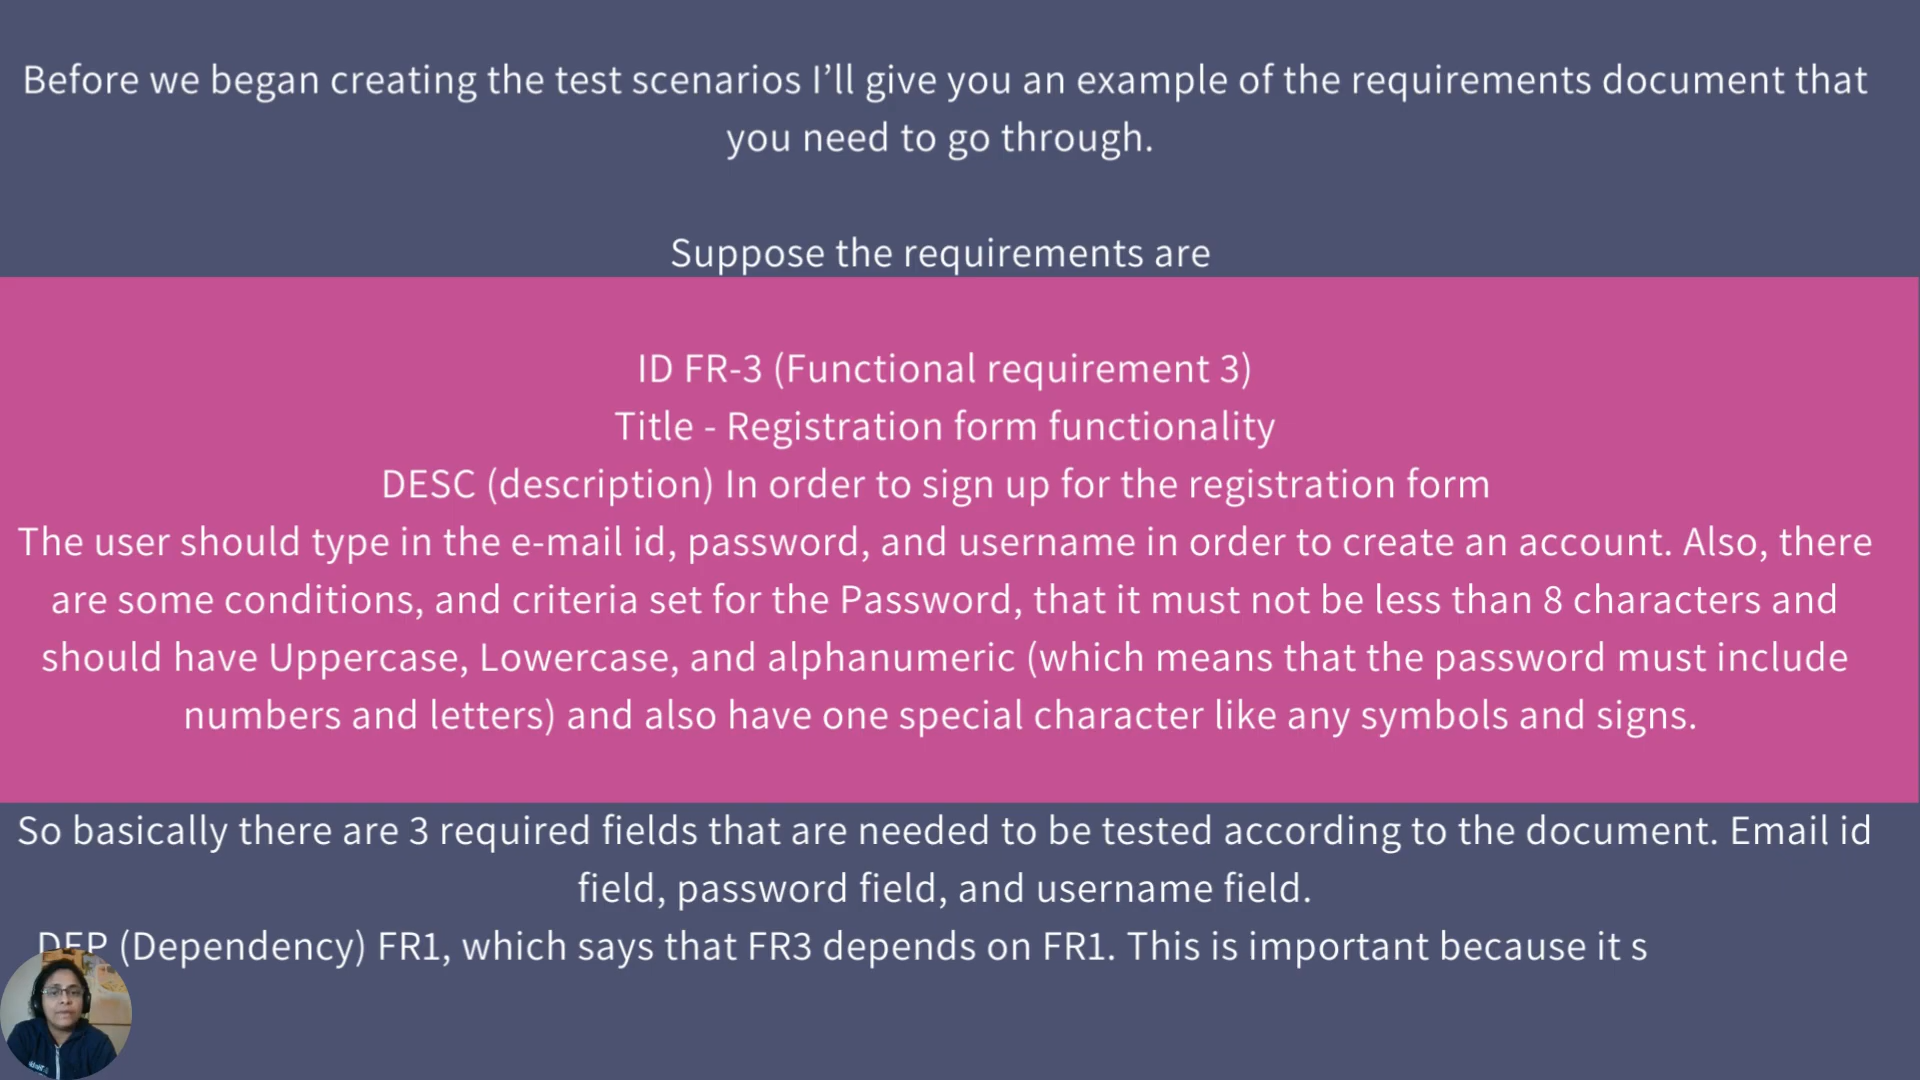 Before we began creating the test scenarios I’ll give you an example of the requirements document that
you need to go through.
Suppose the requirements are
ID FR-3 (Functional requirement 3)
Title - Registration form functionality
DESC (description) In order to sign up for the registration form
The user should type in the e-mail id, password, and username in order to create an account. Also, there
are some conditions, and criteria set for the Password, that it must not be less than 8 characters and
should have Uppercase, Lowercase, and alphanumeric (which means that the password must include
numbers and letters) and also have one special character like any symbols and signs.
So basically there are 3 required fields that are needed to be tested according to the document. Email id
field, password field, and username field.
DEP (Dependency) FR1, which says that FR3 depends on FR1. This is important because it s